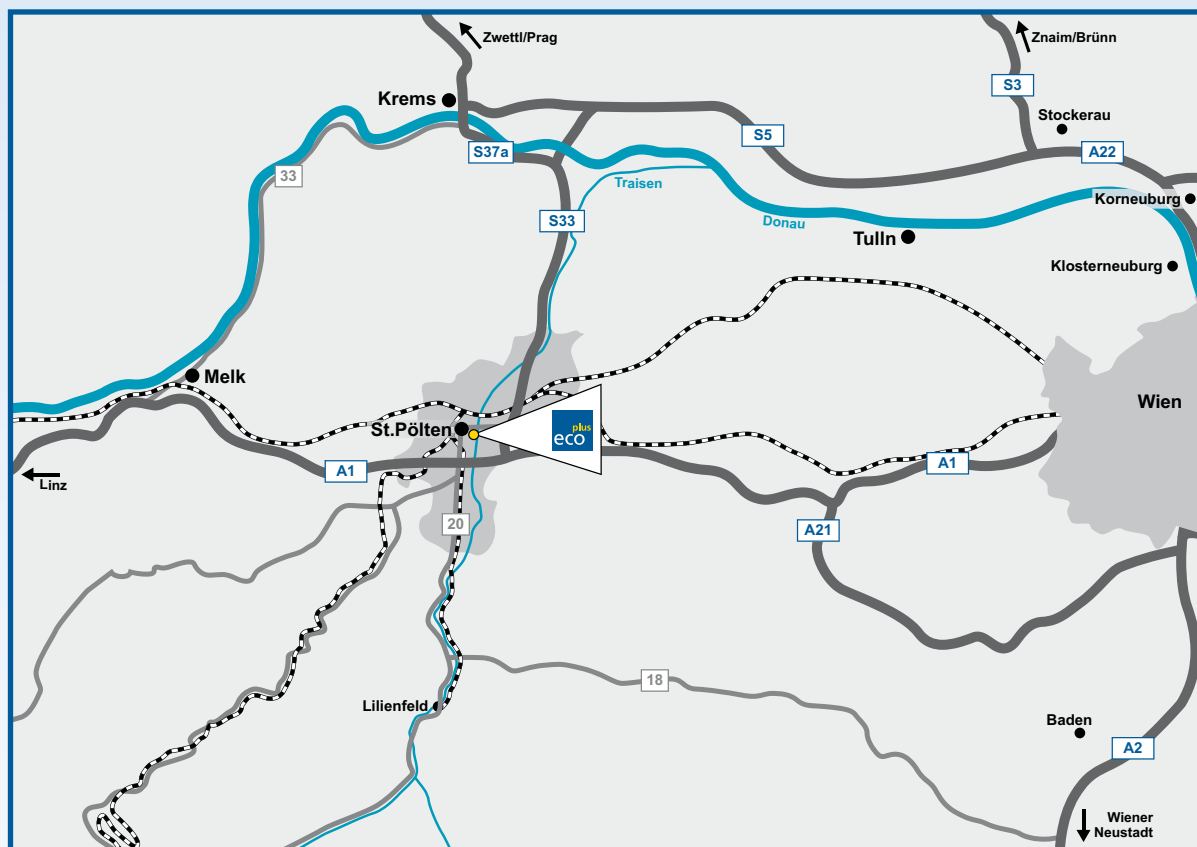 Zwettl/Prag
Znaim/Brünn
S3
Krems
Stockerau
S5
S37a
A22
33
Traisen
Korneuburg
S33
Donau
Tulln
Klosterneuburg
Melk
Wien
St.Pölten
plus
eco
A1
A1
Linz
20
A21
18
Lilienfeld
Baden
A2
Wiener
Neustadt